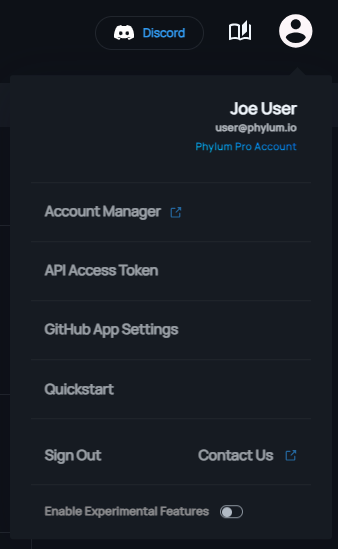 Discord
Joe User
user@phylum.io
Phylum Pro Account
Account Manager
API Access Token
GitHub App Settings
Quickstart
Sign Out Contact Us
Enable Experimental Features